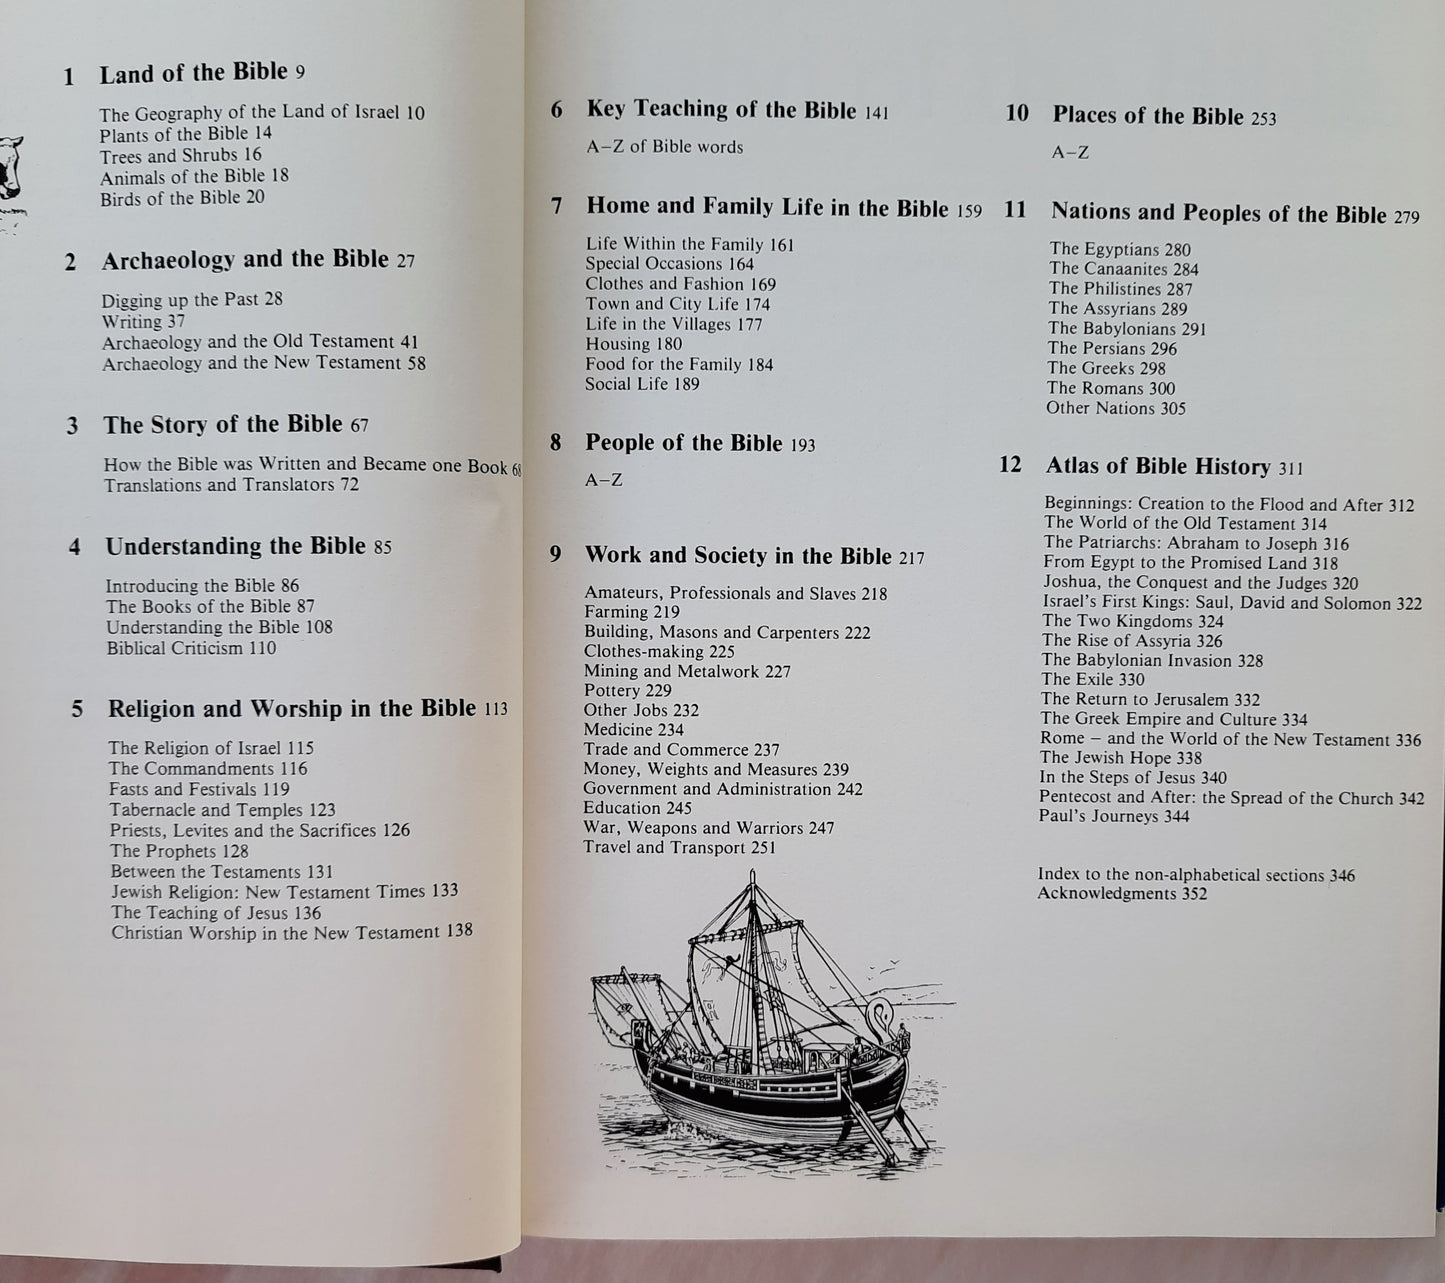 1 Land of the Bible 9
The Geography of the Land of Israel 10
Plants of the Bible 14
Trees and Shrubs 16
Animals of the Bible 18
Birds of the Bible 20
2 Archaeology and the Bible 27
Digging up the Past 28
Writing 37
Archaeology and the Old Testament 41
Archaeology and the New Testament 58
3 The Story of the Bible 67
How the Bible was Written and Became one Book 68
Translations and Translators 72
4 Understanding the Bible 85
Introducing the Bible 86
The Books of the Bible 87
Understanding the Bible 108
Biblical Criticism 110
5 Religion and Worship in the Bible 113
The Religion of Israel 115
The Commandments 116
Fasts and Festivals 119
Tabernacle and Temples 123
Priests, Levites and the Sacrifices 126
The Prophets 128
Between the Testaments 131
Jewish Religion: New Testament Times 133
The Teaching of Jesus 136
Christian Worship in the New Testament 138
6 Key Teaching of the Bible 141
A–Z of Bible words
7 Home and Family Life in the Bible 159
Life Within the Family 161
Special Occasions 164
Clothes and Fashion 169
Town and City Life 174
Life in the Villages 177
Housing 180
Food for the Family 184
Social Life 189
8 People of the Bible 193
A–Z
9 Work and Society in the Bible 217
Amateurs, Professionals and Slaves 218
Farming 219
Building, Masons and Carpenters 222
Clothes-making 225
Mining and Metalwork 227
Pottery 229
Other Jobs 232
Medicine 234
Trade and Commerce 237
Money, Weights and Measures 239
Government and Administration 242
Education 245
War, Weapons and Warriors 247
Travel and Transport 251
10 Places of the Bible 253
A–Z
11 Nations and Peoples of the Bible 279
The Egyptians 280
The Canaanites 284
The Philistines 287
The Assyrians 289
The Babylonians 291
The Persians 296
The Greeks 298
The Romans 300
Other Nations 305
12 Atlas of Bible History 311
Beginnings: Creation to the Flood and After 312
The World of the Old Testament 314
The Patriarchs: Abraham to Joseph 316
From Egypt to the Promised Land 318
Joshua, the Conquest and the Judges 320
Israel's First Kings: Saul, David and Solomon 322
The Two Kingdoms 324
The Rise of Assyria 326
The Babylonian Invasion 328
The Exile 330
The Return to Jerusalem 332
The Greek Empire and Culture 334
Rome – and the World of the New Testament 336
The Jewish Hope 338
In the Steps of Jesus 340
Pentecost and After: the Spread of the Church 342
Paul's Journeys 344
Index to the non-alphabetical sections 346
Acknowledgments 352